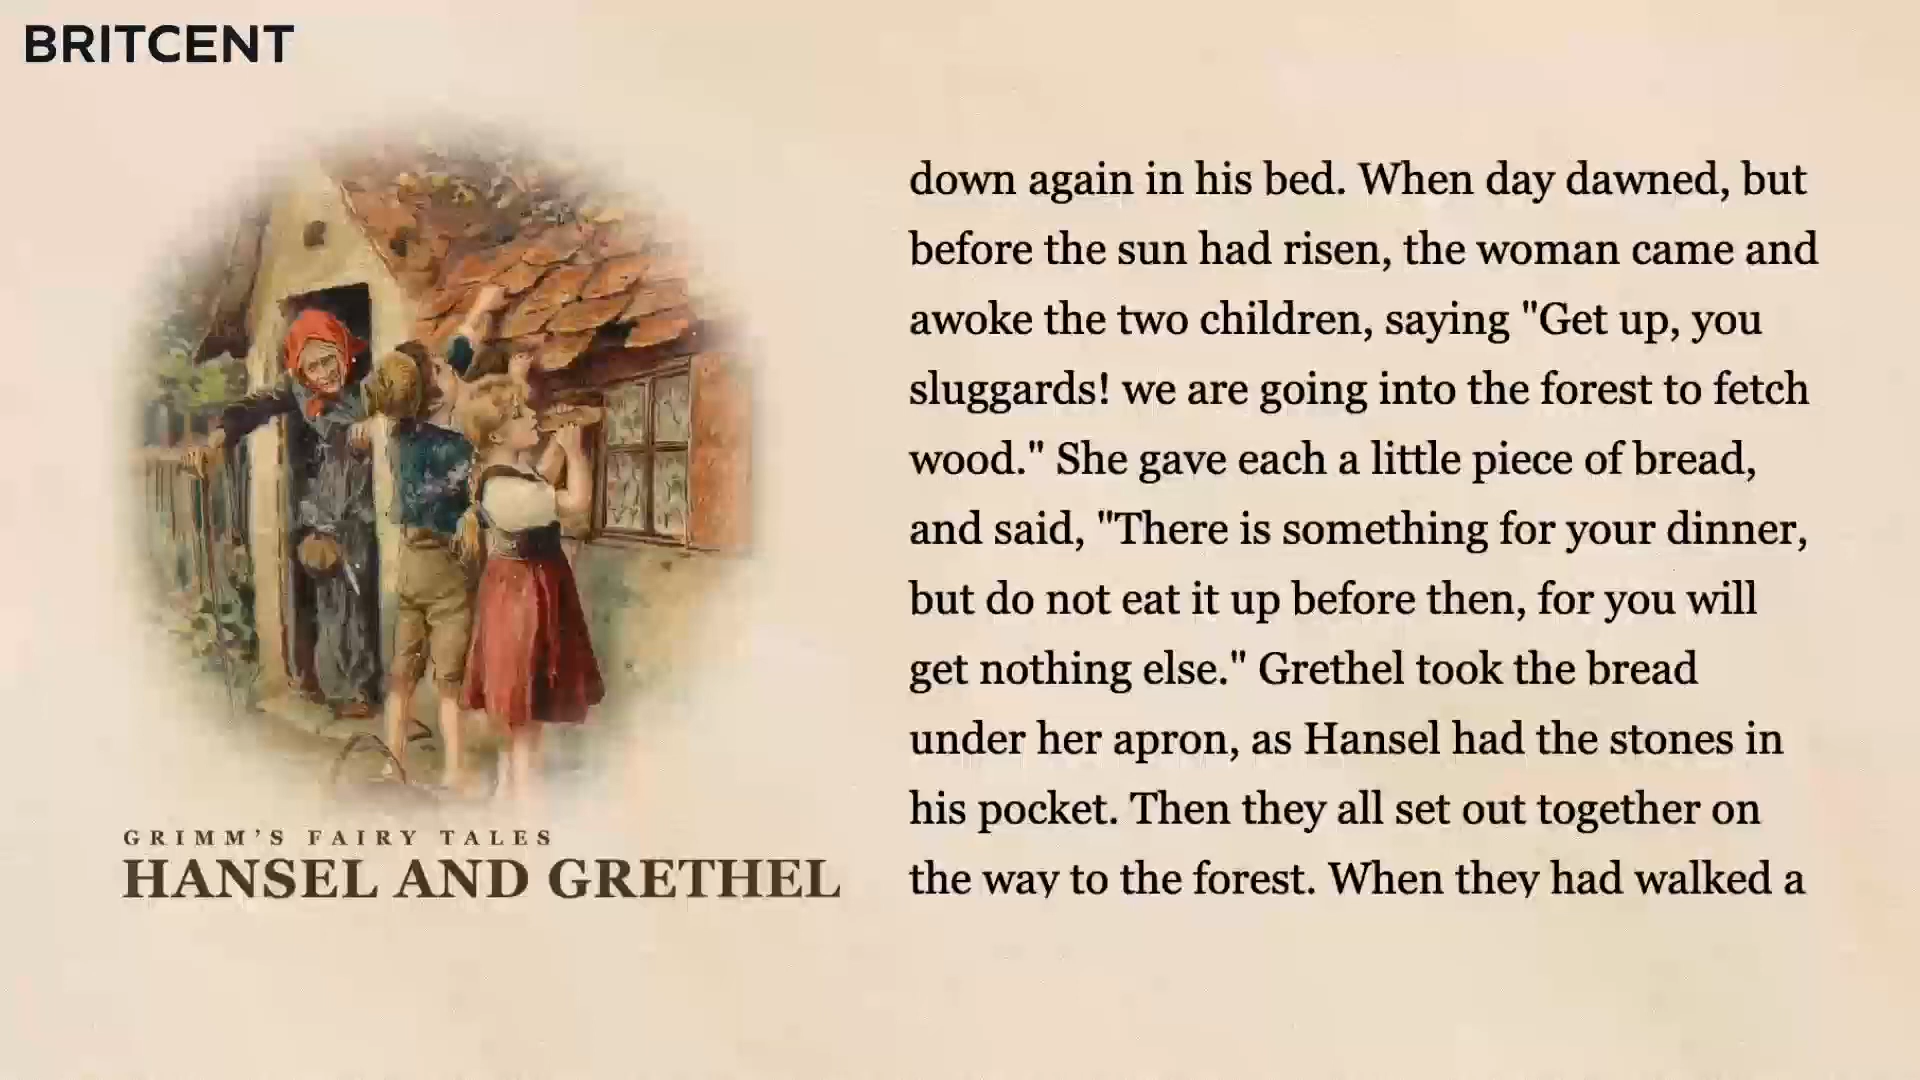 BRITCENT
GRIMM'S FAIRY TALES
HANSEL AND GRETHEL
down again in his bed. When day dawned, but
before the sun had risen, the woman came and
awoke the two children, saying "Get up, you
sluggards! we are going into the forest to fetch
wood." She gave each a little piece of bread,
and said, "There is something for your dinner,
but do not eat it up before then, for you will
get nothing else." Grethel took the bread
under her apron, as Hansel had the stones in
his pocket. Then they all set out together on
the way to the forest. When they had walked a